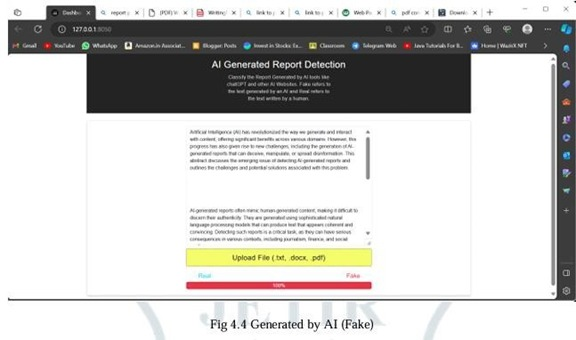 Dashbo
report
(PDF)
Writing
link to
link to
Web Pa
pdf con
Downl
127.0.0.1:8050
Gmail YouTube WhatsApp Amazon.in Associat... Blogger: Posts Invest in Stocks Classroom Telegram Web Java Tutorials For B... Home | WazirX NFT
AI Generated Report Detection
Classify the Report Generated by AI tools like
chatGPT and other AI Websites. Fake refers to
the text generated by an AI and Real refers to
the text written by a human.
Artificial Intelligence (AI) has revolutionized the way we generate and interact
with content, offering significant benefits across various domains. However, this
progress has also given rise to new challenges, including the generation of AI-
generated reports that can deceive, manipulate, or spread disinformation. This
abstract discusses the emerging issue of detecting AI-generated reports and
outlines the challenges and potential solutions associated with this problem.
AI-generated reports often mimic human-generated content, making it difficult to
discern their authenticity. They are generated using sophisticated natural
language processing models that can produce text that appears coherent and
convincing. Detecting such reports is a critical task, as they can have serious
consequences in various contexts, including journalism, finance, and social
Upload File (.txt, .docx, .pdf)
Real Fake
100%
JETIR
Fig 4.4 Generated by AI (Fake)